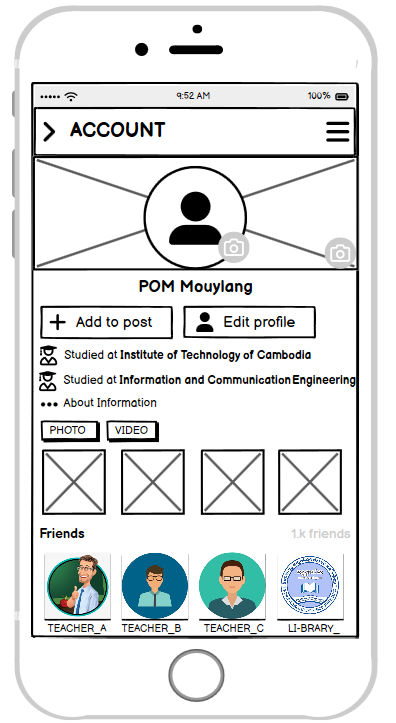 9:52 AM
100%
ACCOUNT
POM Mouylang
Add to post
Edit profile
Studied at Institute of Technology of Cambodia
Studied at Information and Communication Engineering
About Information
PHOTO VIDEO
Friends
1.k friends
TEACHER_A TEACHER_B TEACHER_C LI-BRARY_